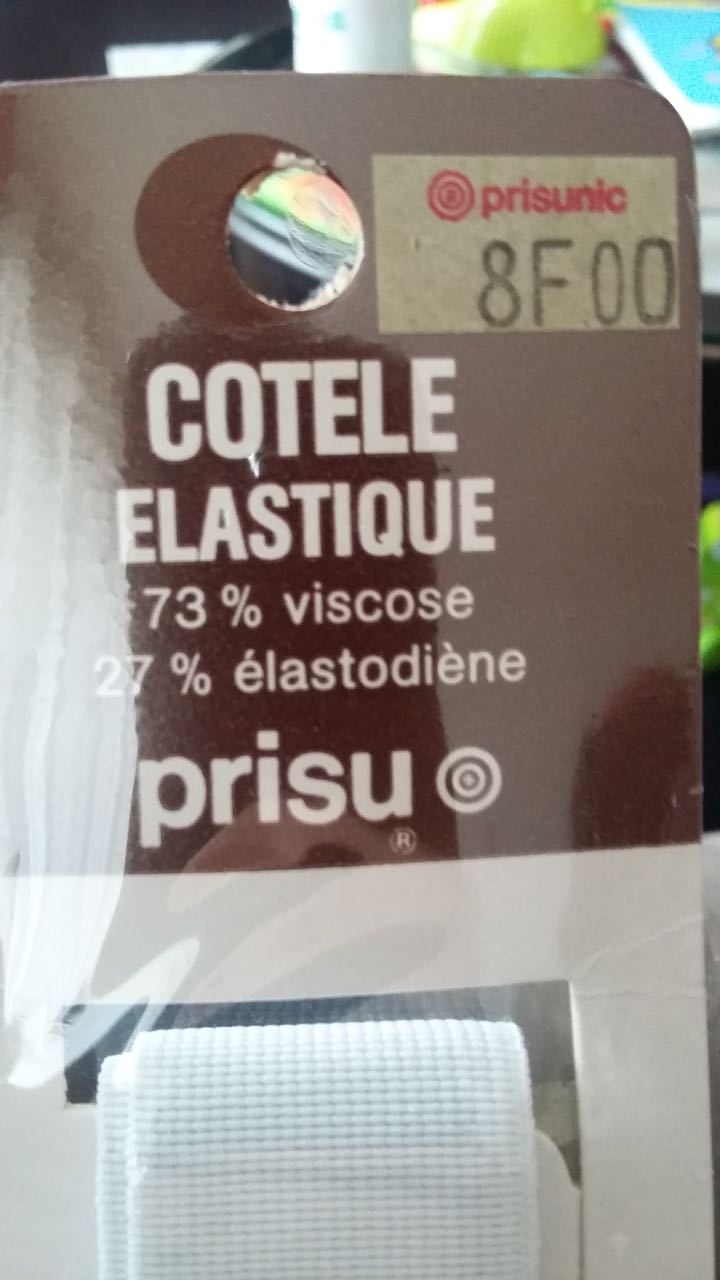 prisunic
8F00
COTELE
ELASTIQUE
73 % viscose
27 % élastodiène
prisu
®